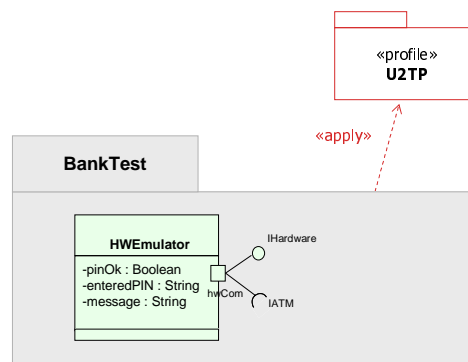 «profile»
U2TP
«apply»
BankTest
HWEmulator
-pinOk : Boolean
-enteredPIN : String
-message : String
IHardware
hwCom
IATM